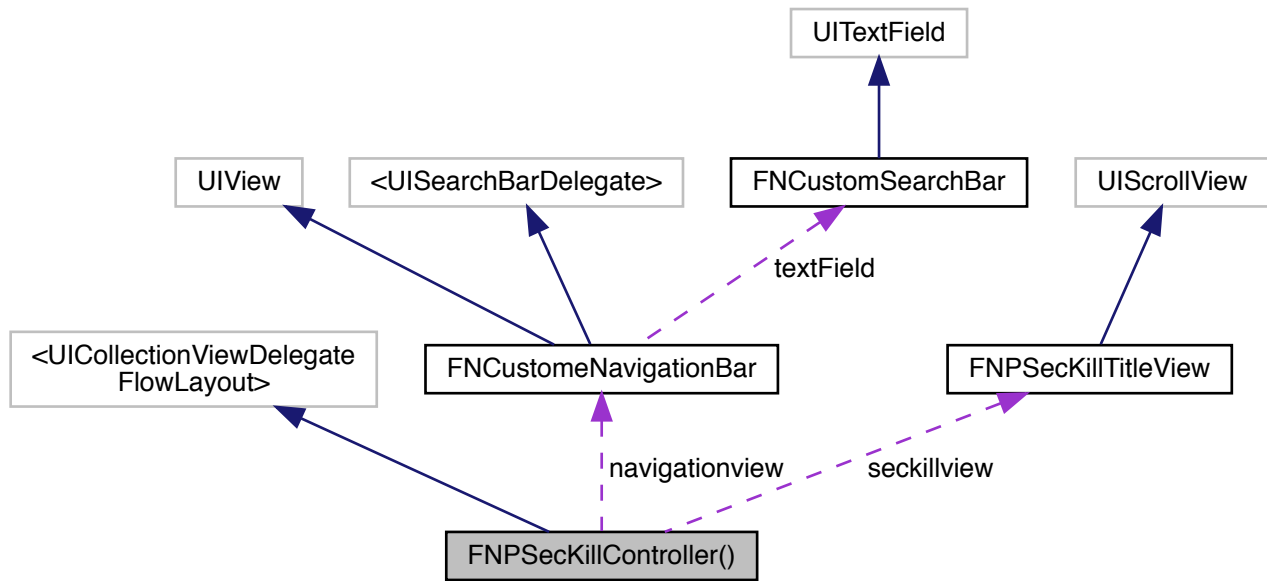 UITextField
UIView
<UISearchBarDelegate>
FNCustomSearchBar
UIScrollView
textField
<UICollectionViewDelegate
FlowLayout>
FNCustomeNavigationBar
FNPSecKillTitleView
navigationview
seckillview
FNPSecKillController()